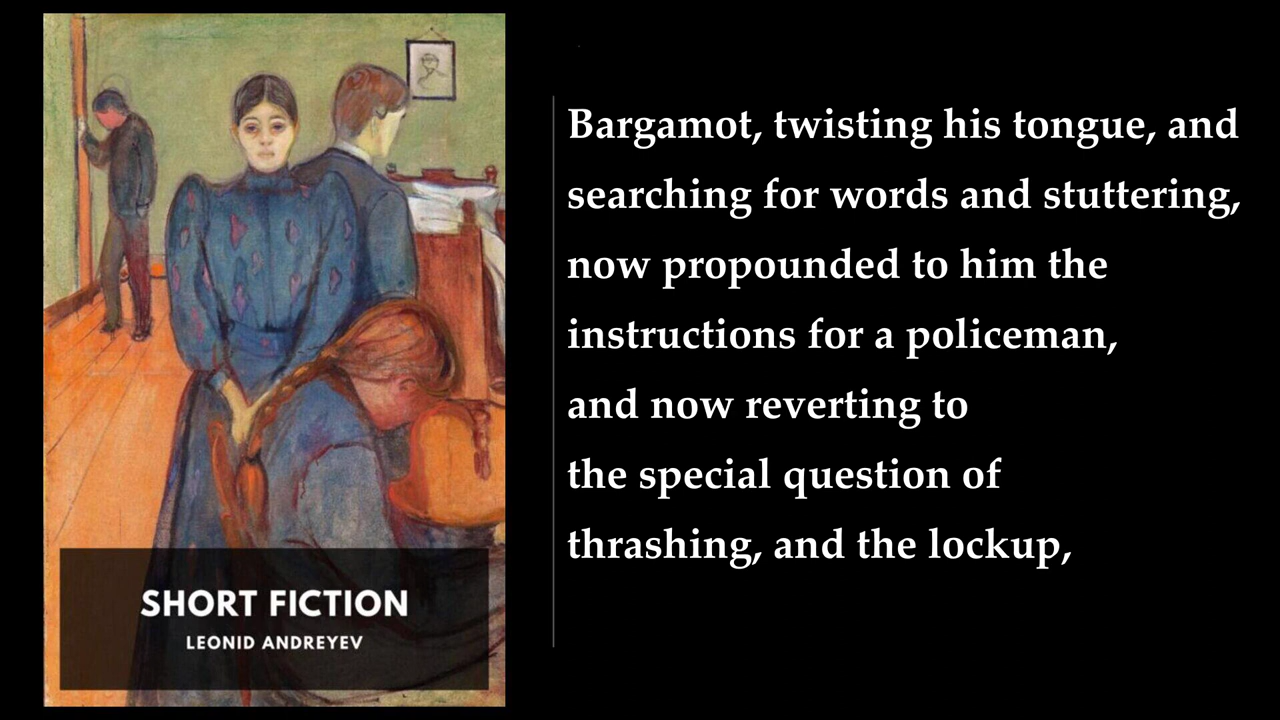 SHORT FICTION
LEONID ANDREYEV
Bargamot, twisting his tongue, and
searching for words and stuttering,
now propounded to him the
instructions for a policeman,
and now reverting to
the special question of
thrashing, and the lockup,